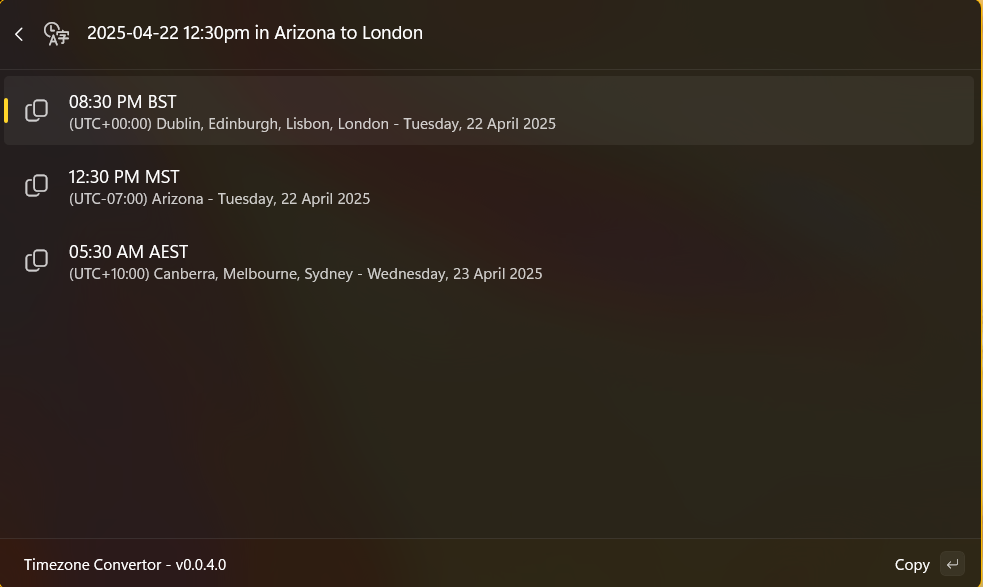 2025-04-22 12:30pm in Arizona to London
08:30 PM BST
(UTC+00:00) Dublin, Edinburgh, Lisbon, London - Tuesday, 22 April 2025
12:30 PM MST
(UTC-07:00) Arizona - Tuesday, 22 April 2025
05:30 AM AEST
(UTC+10:00) Canberra, Melbourne, Sydney - Wednesday, 23 April 2025
Timezone Convertor - v0.0.4.0
Copy